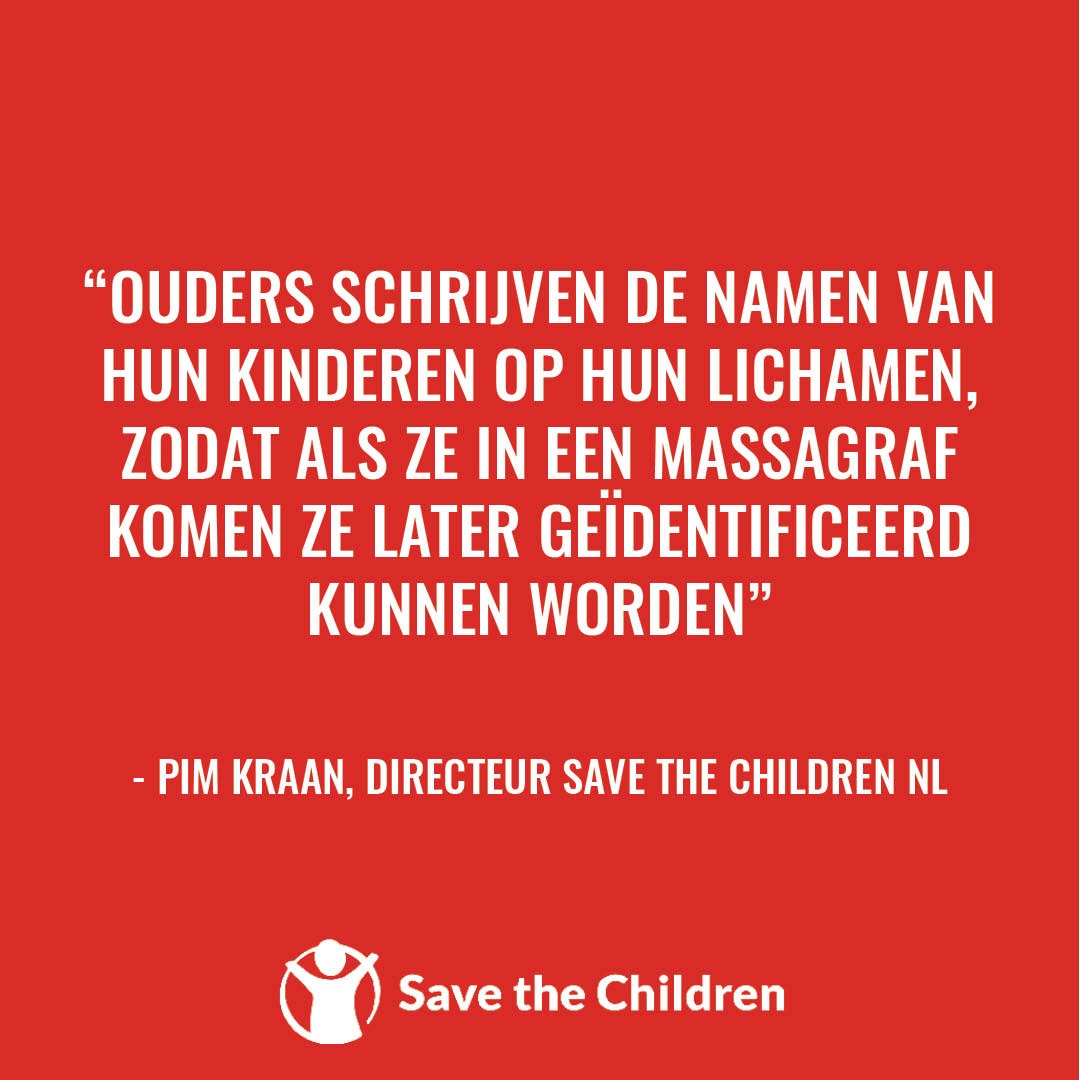 “OUDERS SCHRIJVEN DE NAMEN VAN
HUN KINDEREN OP HUN LICHAMEN,
ZODAT ALS ZE IN EEN MASSAGRAF
KOMEN ZE LATER GEÏDENTIFICEERD
KUNNEN WORDEN”
- PIM KRAAN, DIRECTEUR SAVE THE CHILDREN NL
Save the Children